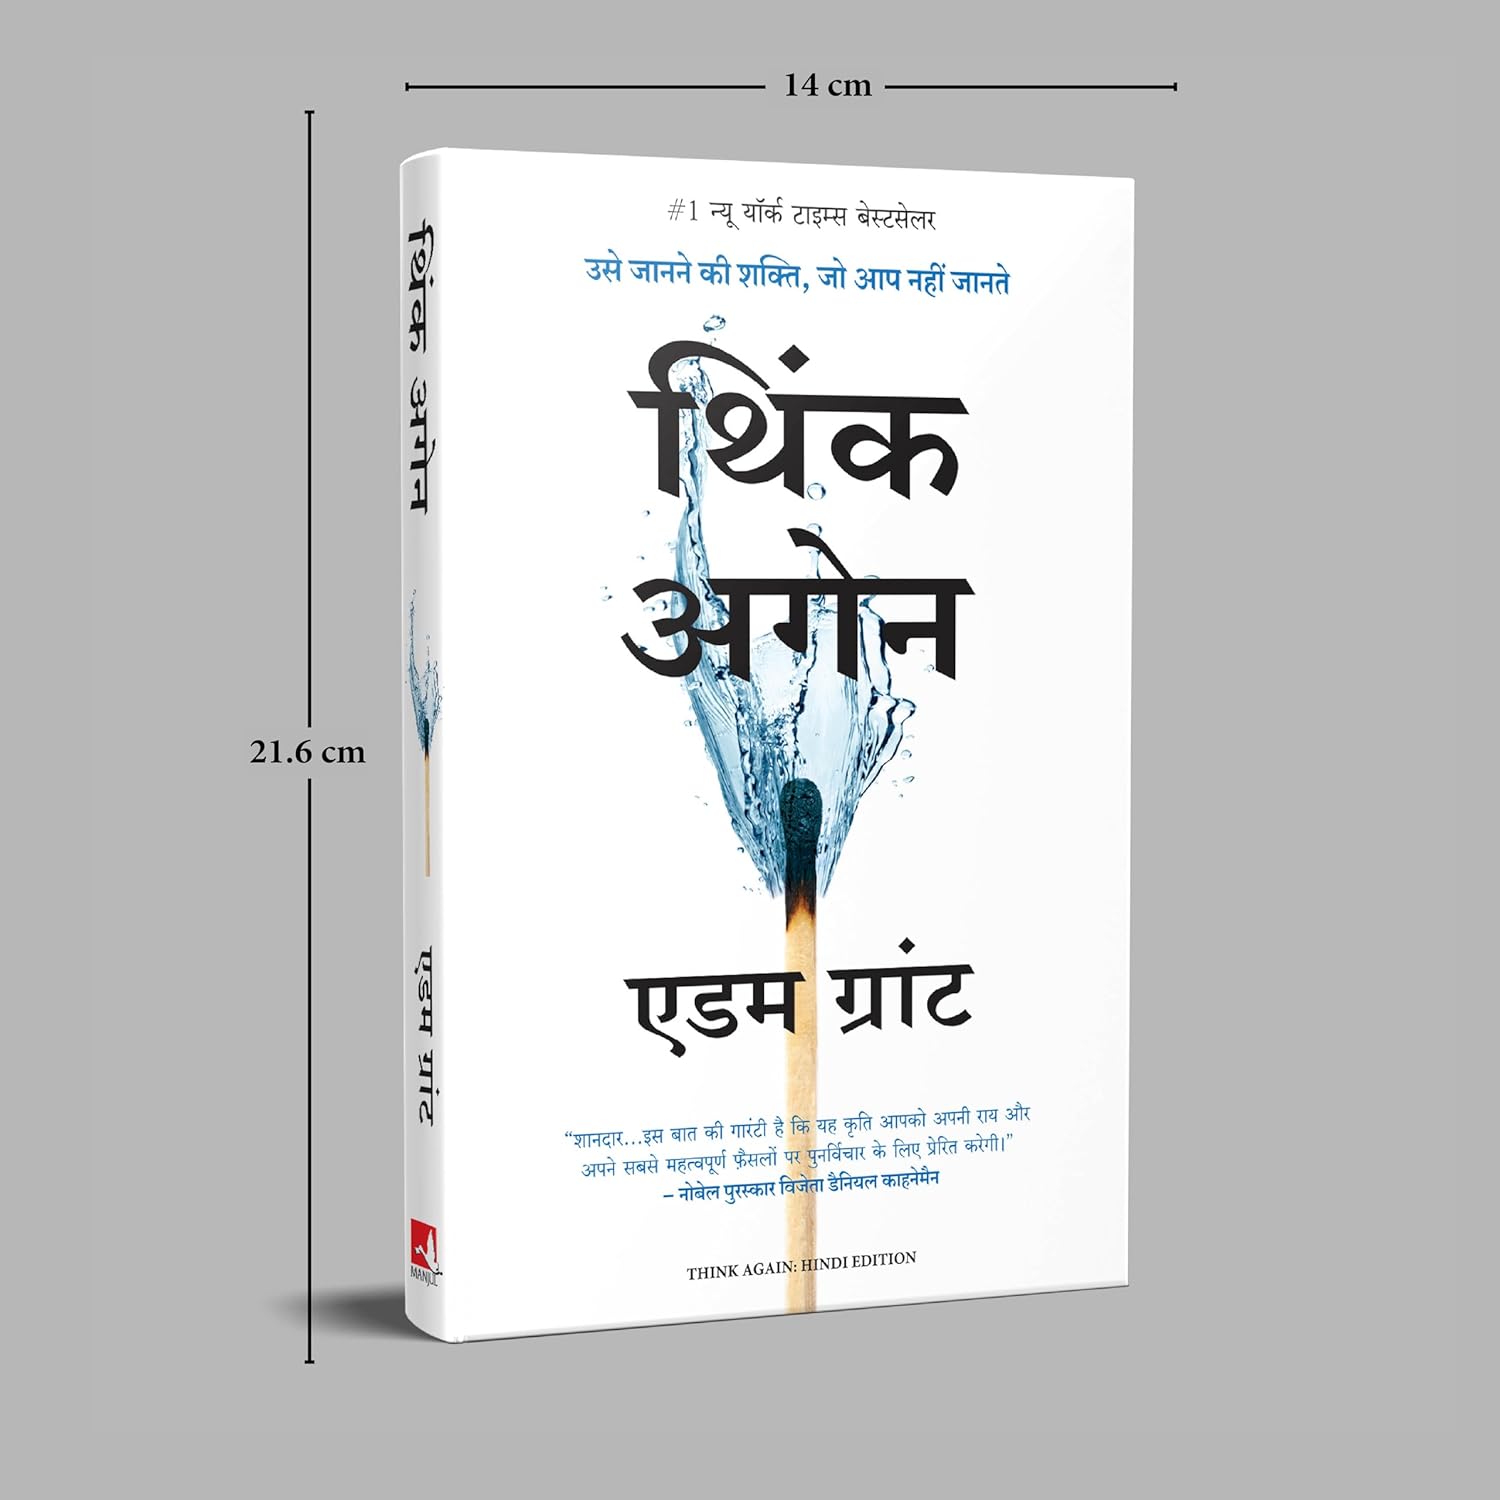 14 cm
21.6 cm
#1 न्यू यॉर्क टाइम्स बेस्टसेलर
उसे जानने की शक्ति, जो आप नहीं जानते
थिंक
अगेन
एडम ग्रांट
“शानदार...इस बात की गारंटी है कि यह कृति आपको अपनी राय और
अपने सबसे महत्वपूर्ण फ़ैसलों पर पुनर्विचार के लिए प्रेरित करेगी।”
– नोबेल पुरस्कार विजेता डैनियल काहनेमैन
THINK AGAIN: HINDI EDITION
थिंक अगेन
एडम ग्रांट
MANJUL